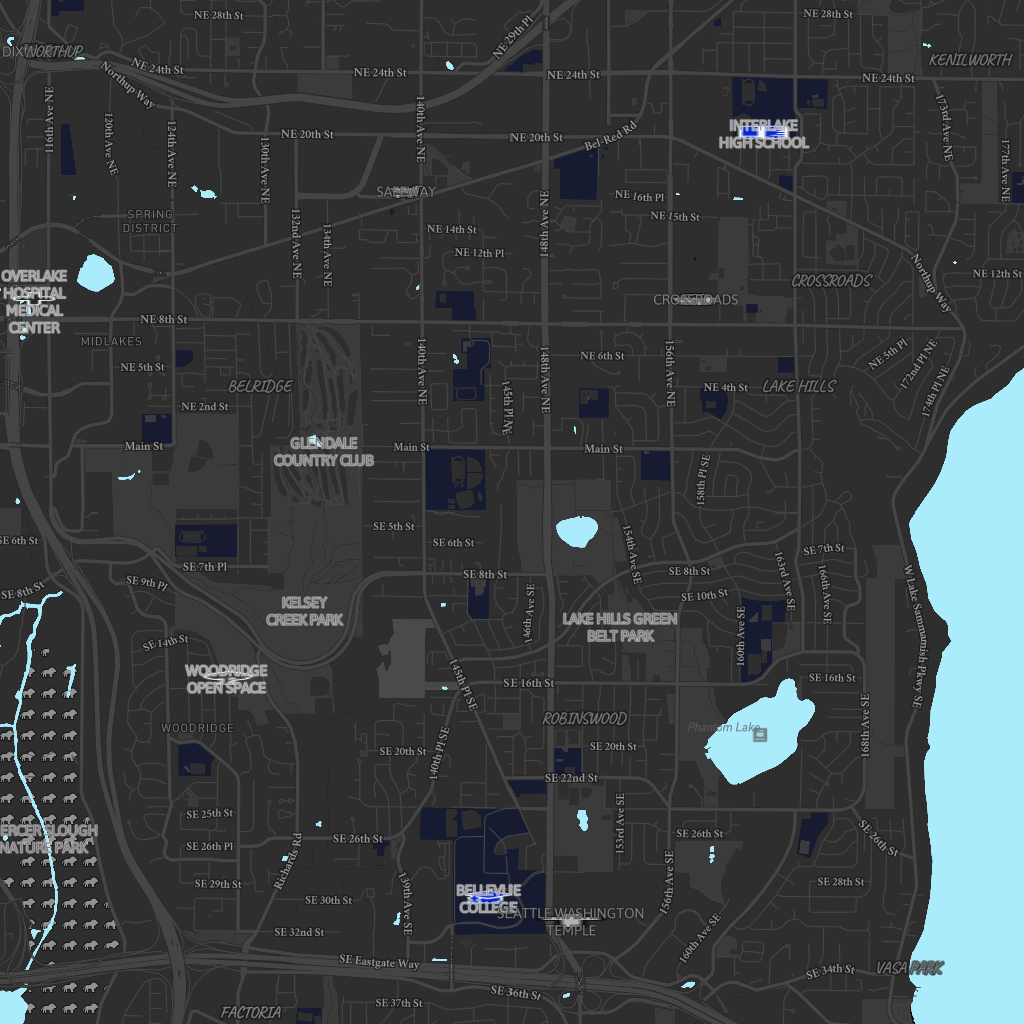 NE 28th St
NE 28th St
NE 29th Pl
DIX
NORTHUP
KENILWORTH
NE 24th St
NE 24th St
NE 24th St
NE 24th St
Northup Way
116th Ave NE
120th Ave NE
124th Ave NE
130th Ave NE
140th Ave NE
173rd Ave NE
177th Ave NE
NE 20th St
NE 20th St
Bel-Red Rd
INTERLAKE
HIGH SCHOOL
SAFEWAY
NE 16th Pl
NE 15th St
SPRING
DISTRICT
132nd Ave NE
134th Ave NE
148th Ave NE
NE 14th St
NE 12th Pl
NE 12th St
Northup Way
OVERLAKE
HOSPITAL
MEDICAL
CENTER
CROSSROADS
CROSSROADS
NE 8th St
NE 8th St
MIDLAKES
NE 5th St
NE 6th St
NE 5th Pl
172nd Pl NE
174th Pl NE
140th Ave NE
148th Ave NE
156th Ave NE
145th Pl NE
BELRIDGE
NE 4th St
LAKE HILLS
NE 2nd St
Main St
Main St
Main St
GLENDALE
COUNTRY CLUB
158th Pl SE
SE 5th St
SE 6th St
SE 6th St
154th Ave SE
SE 7th St
SE 7th Pl
SE 8th St
SE 8th St
SE 8th St
SE 9th Pl
SE 10th St
163rd Ave SE
166th Ave SE
W Lake Sammamish Pkwy SE
KELSEY
CREEK PARK
146th Ave SE
LAKE HILLS GREEN
BELT PARK
160th Ave SE
SE 14th St
WOODRIDGE
OPEN SPACE
145th Pl SE
SE 16th St
SE 16th St
WOODRIDGE
ROBINSWOOD
Phantom Lake
168th Ave SE
SE 20th St
SE 20th St
140th Pl SE
SE 22nd St
SE 25th St
SE 26th St
SE 26th St
SE 26th St
153rd Ave SE
ERCER SLOUGH
NATURE PARK
SE 26th Pl
Richards Rd
SE 29th St
SE 28th St
139th Ave SE
156th Ave SE
BELLEVUE
COLLEGE
SE 30th St
SEATTLE WASHINGTON
TEMPLE
SE 32nd St
160th Ave SE
SE Eastgate Way
SE 34th St
VASA PARK
SE 36th St
SE 37th St
FACTORIA